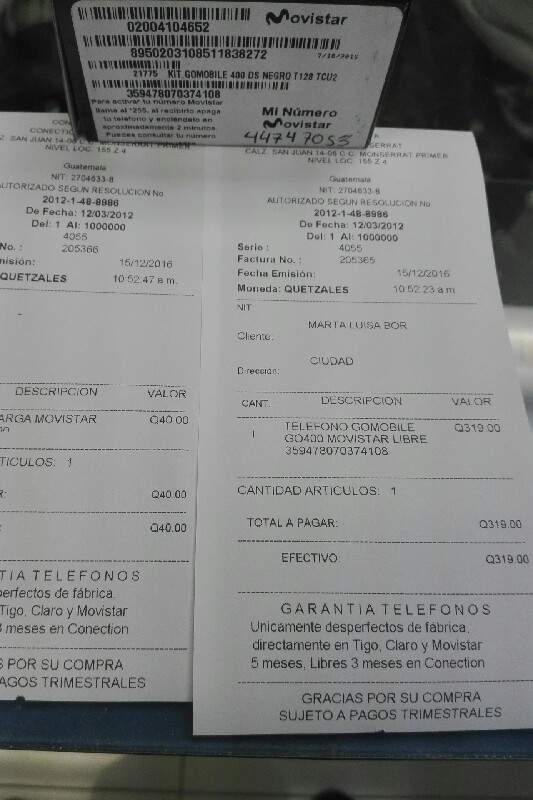 Movistar
02004104652
8950203108511838272
7/10/2015
21775 KIT GOMOBILE 400 DS NEGRO T128 TCU2
359478070374108
Para activar tu número Movistar
llama al *255, al recibirlo apaga
tu teléfono y enciéndelo en
aproximadamente 2 minutos.
Puedes consultar tu número
Mi Número
Movistar
44747053
CALZ. SAN JUAN 14-06 C.C. MONSERRAT PRIMER
NIVEL LOC. 155 Z 4
Guatemala
NIT: 2704633-8
AUTORIZADO SEGUN RESOLUCION No.
2012-1-48-8986
De Fecha: 12/03/2012
Del: 1 Al: 1000000
4055
No. : 205366
misión: 15/12/2016
QUETZALES 10:52:47 a.m.
DESCRIPCION VALOR
ARGA MOVISTAR Q40.00
TICULOS: 1
R: Q40.00
: Q40.00
TIA TELEFONOS
perfectos de fábrica,
Tigo, Claro y Movistar
3 meses en Conection
S POR SU COMPRA
PAGOS TRIMESTRALES
CALZ. SAN JUAN 14-06 C.C. MONSERRAT PRIMER
NIVEL LOC. 155 Z 4
Guatemala
NIT: 2704633-8
AUTORIZADO SEGUN RESOLUCION No.
2012-1-48-8986
De Fecha: 12/03/2012
Del: 1 Al: 1000000
Serie : 4055
Factura No. : 205365
Fecha Emisión: 15/12/2016
Moneda: QUETZALES 10:52:23 a.m.
NIT
Cliente: MARTA LUISA BOR
Dirección: CIUDAD
CANT. DESCRIPCION VALOR
1 TELEFONO GOMOBILE Q319.00
GO400 MOVISTAR LIBRE
359478070374108
CANTIDAD ARTICULOS: 1
TOTAL A PAGAR: Q319.00
EFECTIVO: Q319.00
GARANTIA TELEFONOS
Unicamente desperfectos de fábrica,
directamente en Tigo, Claro y Movistar
5 meses, Libres 3 meses en Conection
GRACIAS POR SU COMPRA
SUJETO A PAGOS TRIMESTRALES